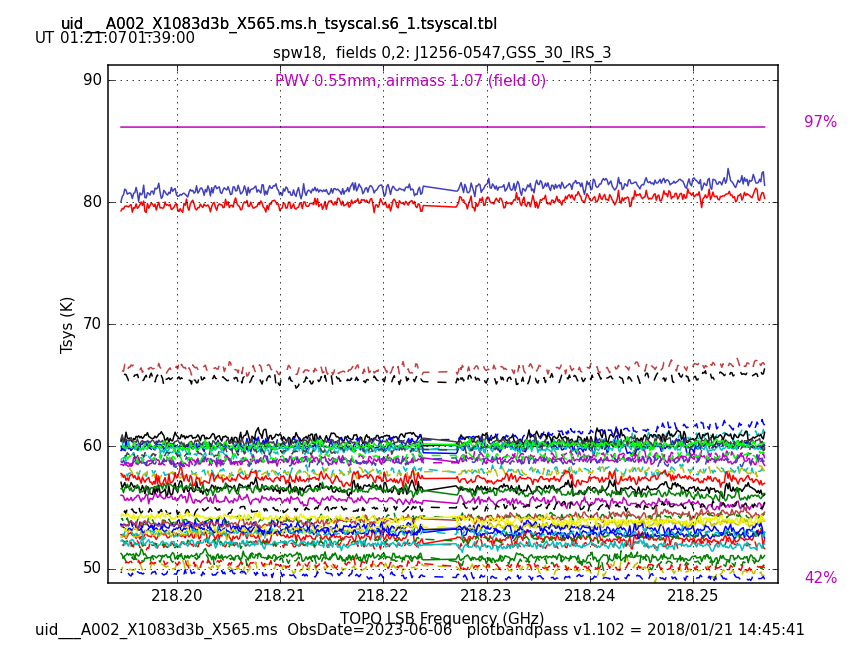 uid___A002_X1083d3b_X565.ms.h_tsyscal.s6_1.tsyscal.tbl
UT 01:21:0701:39:00
spw18,  fields 0,2: J1256-0547,GSS_30_IRS_3
PWV 0.55mm, airmass 1.07 (field 0)
90
97%
80
70
Tsys (K)
60
50
42%
218.20 218.21 218.22 218.23 218.24 218.25
TOPO LSB Frequency (GHz)
uid___A002_X1083d3b_X565.ms  ObsDate=2023-06-06   plotbandpass v1.102 = 2018/01/21 14:45:41